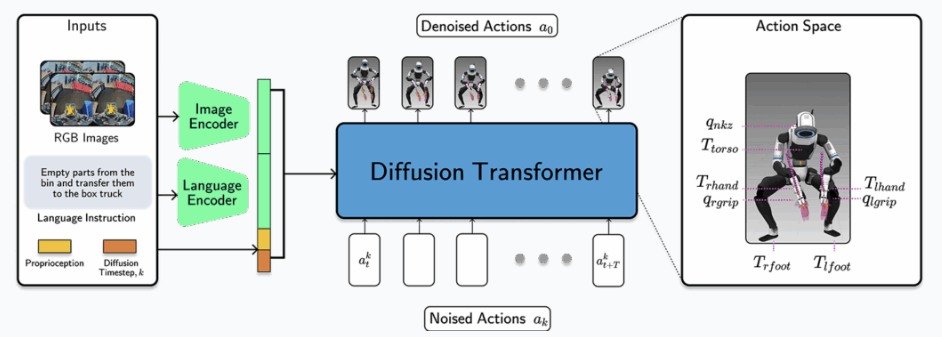 Inputs
RGB Images
Empty parts from the
bin and transfer them
to the box truck
Language Instruction
Proprioception
Diffusion
Timestep, k
Image
Encoder
Language
Encoder
Denoised Actions a_0
Diffusion Transformer
a_t^k
a_{t+T}^k
Noised Actions a_k
Action Space
q_{nkz}
T_{torso}
T_{rhand}
q_{rgrip}
T_{lhand}
q_{lgrip}
T_{rfoot}
T_{lfoot}